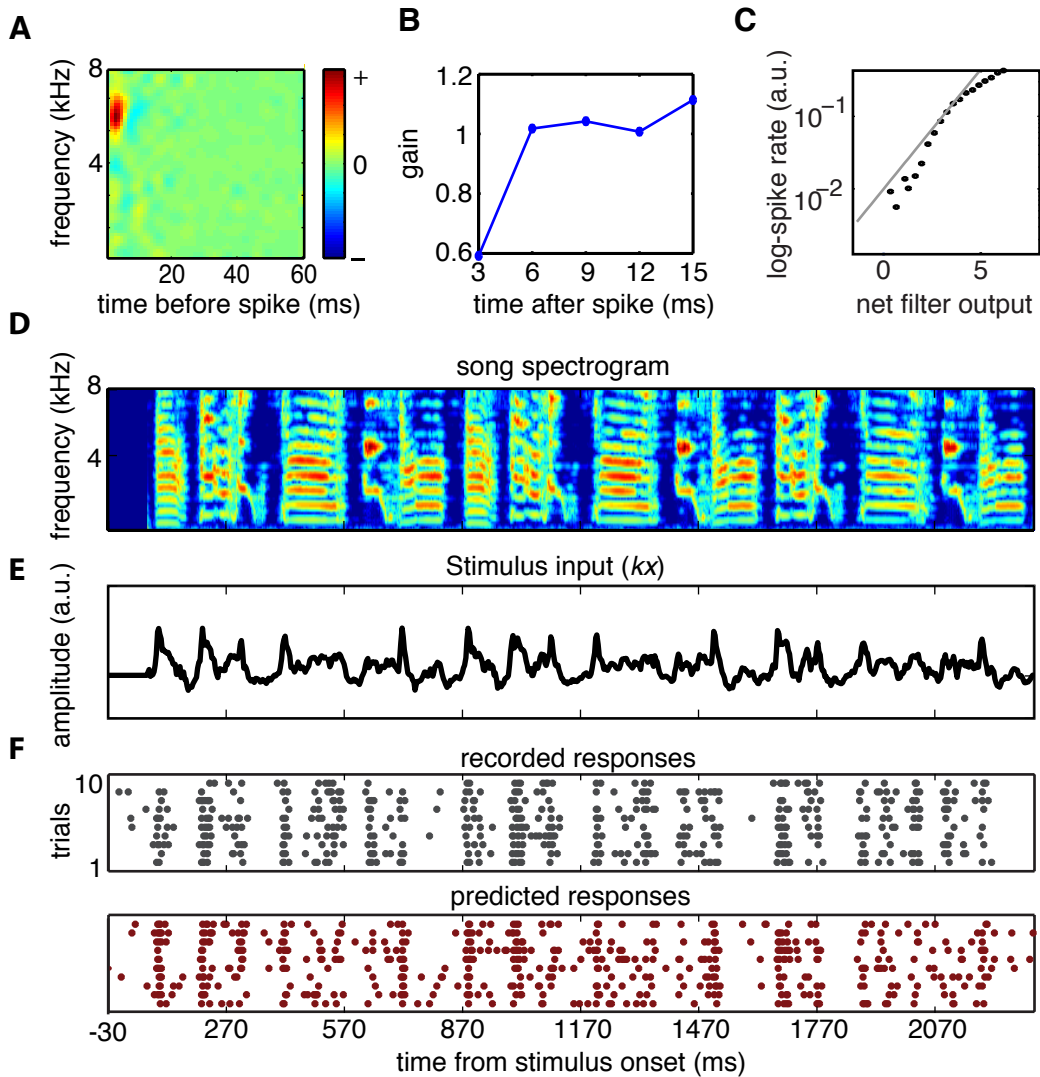 A
frequency (kHz)
8
4
20
40
60
time before spike (ms)
+
0
–
B
gain
1.2
1
0.8
0.6
3
6
9
12
15
time after spike (ms)
C
log-spike rate (a.u.)
10⁻¹
10⁻²
0
5
net filter output
D
song spectrogram
frequency (kHz)
8
4
E
Stimulus input (kx)
amplitude (a.u.)
F
recorded responses
trials
10
1
predicted responses
-30
270
570
870
1170
1470
1770
2070
time from stimulus onset (ms)